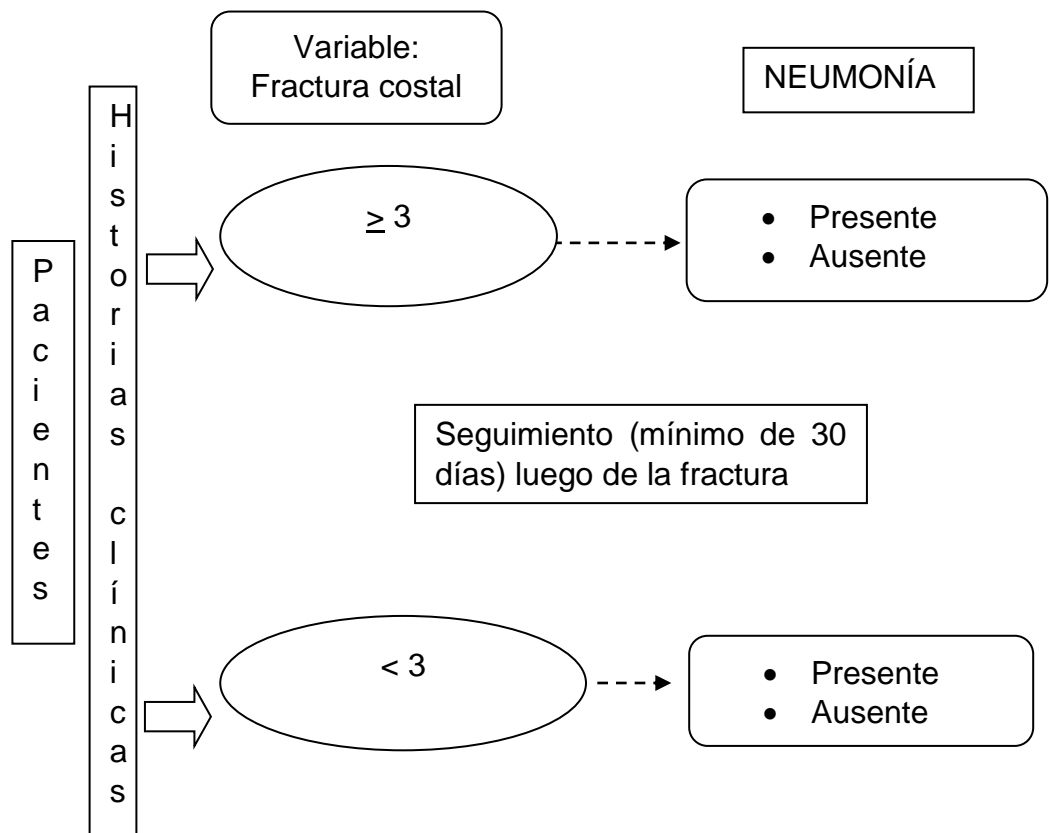 Variable:
Fractura costal
NEUMONÍA
Pacientes
Historias clínicas
≥ 3
• Presente
• Ausente
Seguimiento (mínimo de 30
días) luego de la fractura
< 3
• Presente
• Ausente